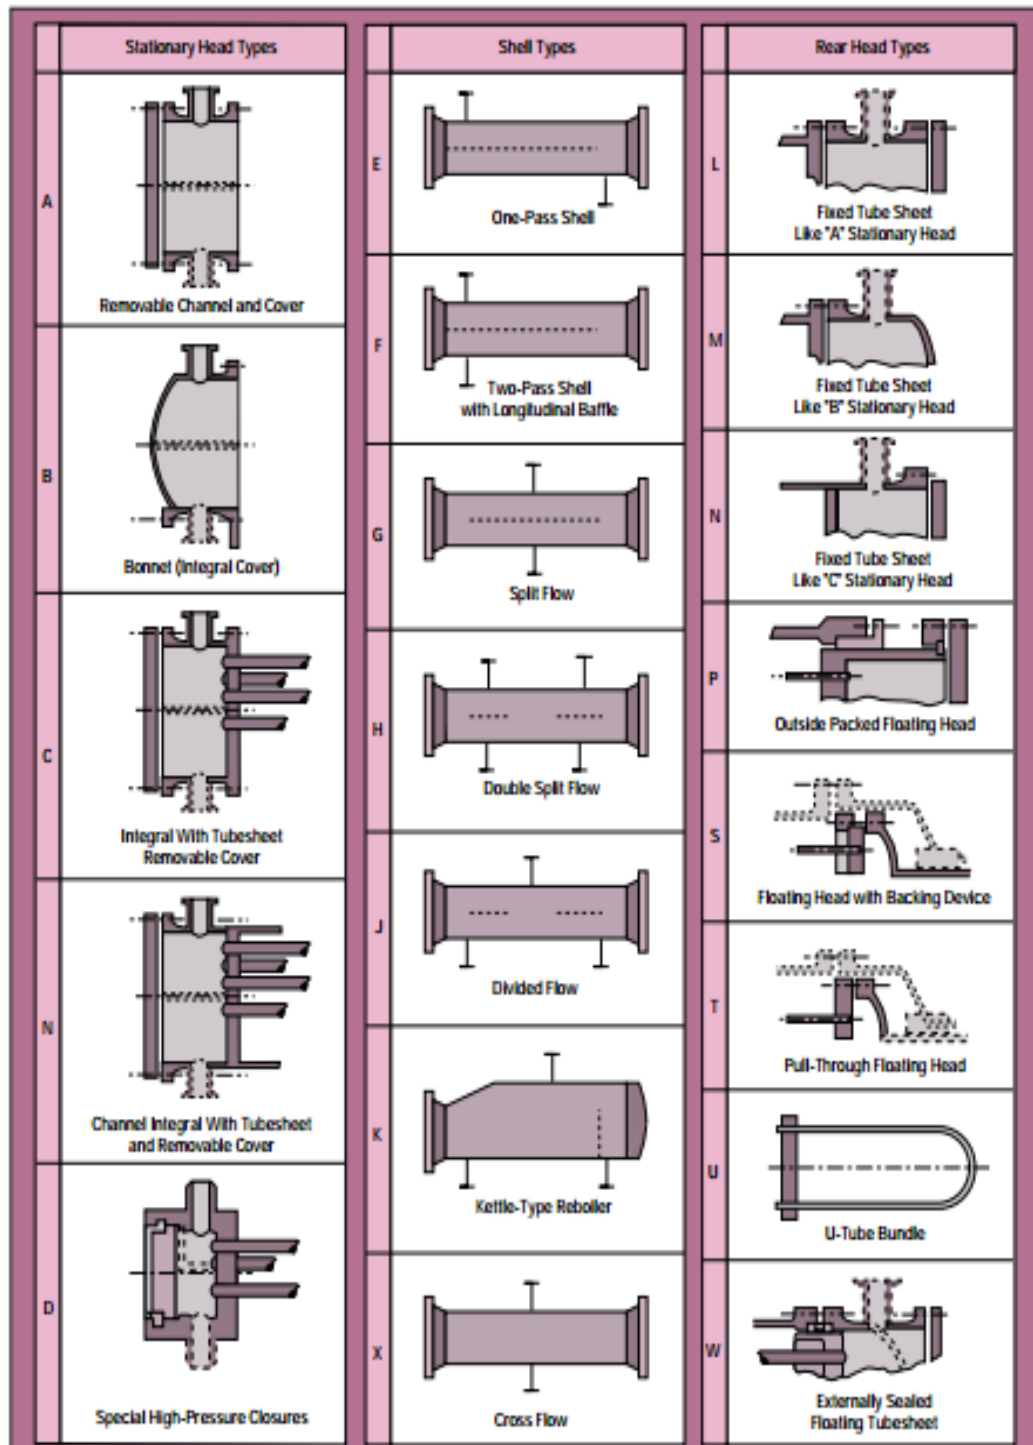 Stationary Head Types
A
Removable Channel and Cover
B
Bonnet (Integral Cover)
C
Integral With Tubesheet
Removable Cover
N
Channel Integral With Tubesheet
and Removable Cover
D
Special High-Pressure Closures
Shell Types
E
One-Pass Shell
F
Two-Pass Shell
with Longitudinal Baffle
G
Split Flow
H
Double Split Flow
J
Divided Flow
K
Kettle-Type Reboiler
X
Cross Flow
Rear Head Types
L
Fixed Tube Sheet
Like "A" Stationary Head
M
Fixed Tube Sheet
Like "B" Stationary Head
N
Fixed Tube Sheet
Like "C" Stationary Head
P
Outside Packed Floating Head
S
Floating Head with Backing Device
T
Pull-Through Floating Head
U
U-Tube Bundle
W
Externally Sealed
Floating Tubesheet